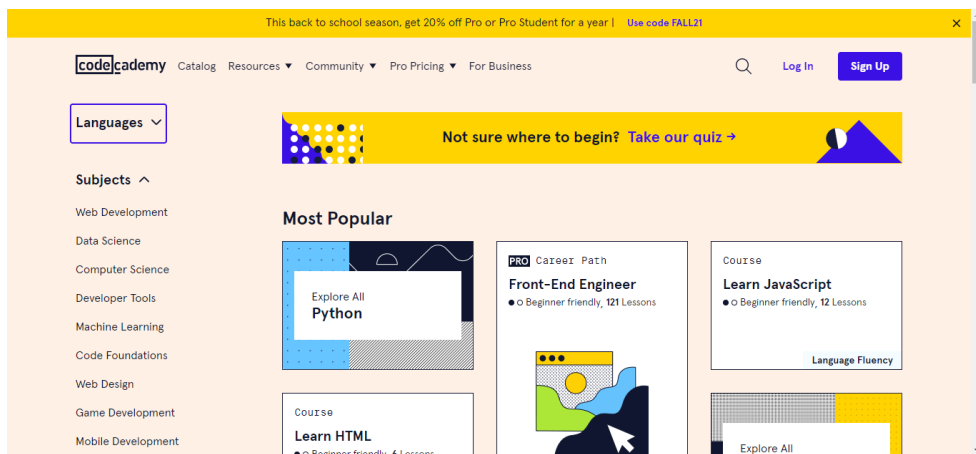 This back to school season, get 20% off Pro or Pro Student for a year | Use code FALL21
codecademy Catalog Resources Community Pro Pricing For Business Log In Sign Up
Languages
Not sure where to begin? Take our quiz →
Subjects
Web Development
Data Science
Computer Science
Developer Tools
Machine Learning
Code Foundations
Web Design
Game Development
Mobile Development
Most Popular
Explore All
Python
PRO Career Path
Front-End Engineer
Beginner friendly, 121 Lessons
Course
Learn JavaScript
Beginner friendly, 12 Lessons
Language Fluency
Course
Learn HTML
Beginner friendly, 6 Lessons
Explore All